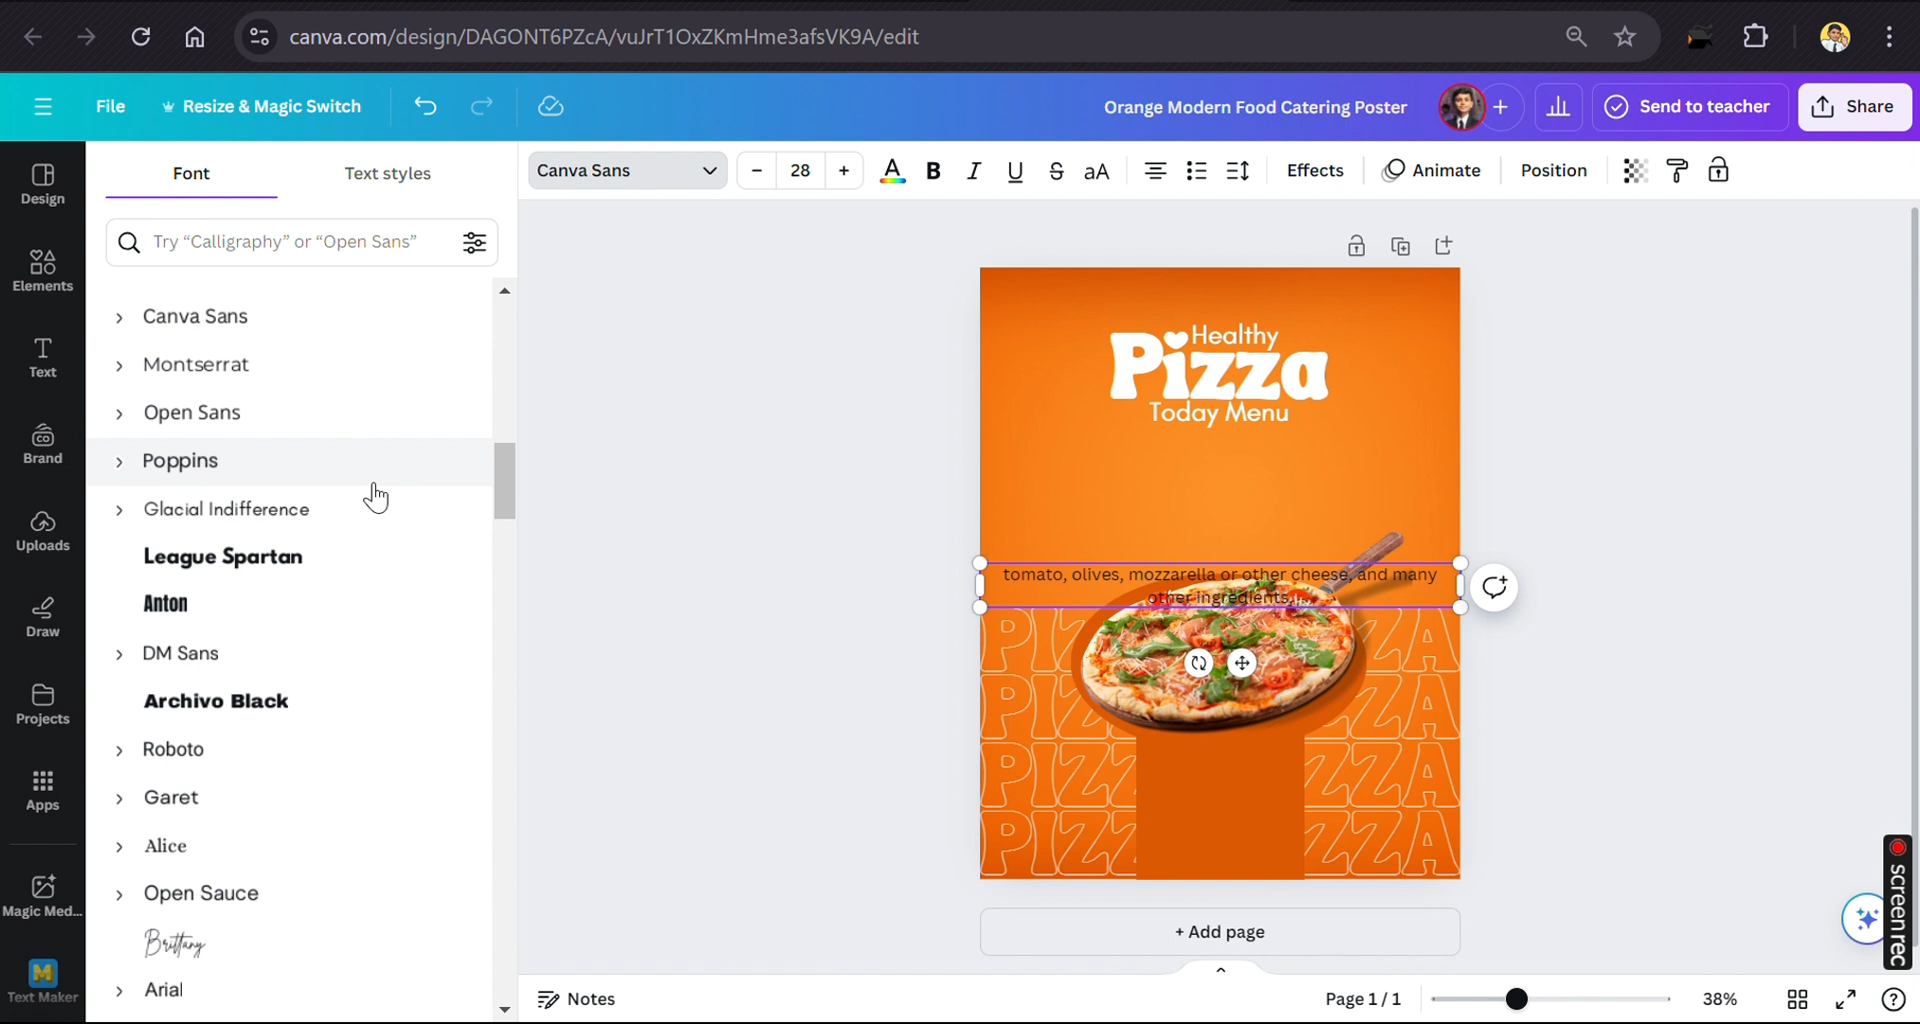 canva.com/design/DAGONT6PZcA/vuJrT1OxZKmHme3afsVK9A/edit
File
Resize & Magic Switch
Orange Modern Food Catering Poster
+
Send to teacher
Share
Design
Elements
Text
Brand
Uploads
Draw
Projects
Apps
Magic Med...
Text Maker
Font
Text styles
Try “Calligraphy” or “Open Sans”
Canva Sans
Montserrat
Open Sans
Poppins
Glacial Indifference
League Spartan
Anton
DM Sans
Archivo Black
Roboto
Garet
Alice
Open Sauce
Brittany
Arial
Canva Sans
− 28 +
A B I U S aA
Effects
Animate
Position
Healthy
Pizza
Today Menu
tomato, olives, mozzarella or other cheese, and many
other ingredients.
PIZZA
PIZZA
PIZZA
PIZZA
+ Add page
Notes
Page 1 / 1
38%
screenrec